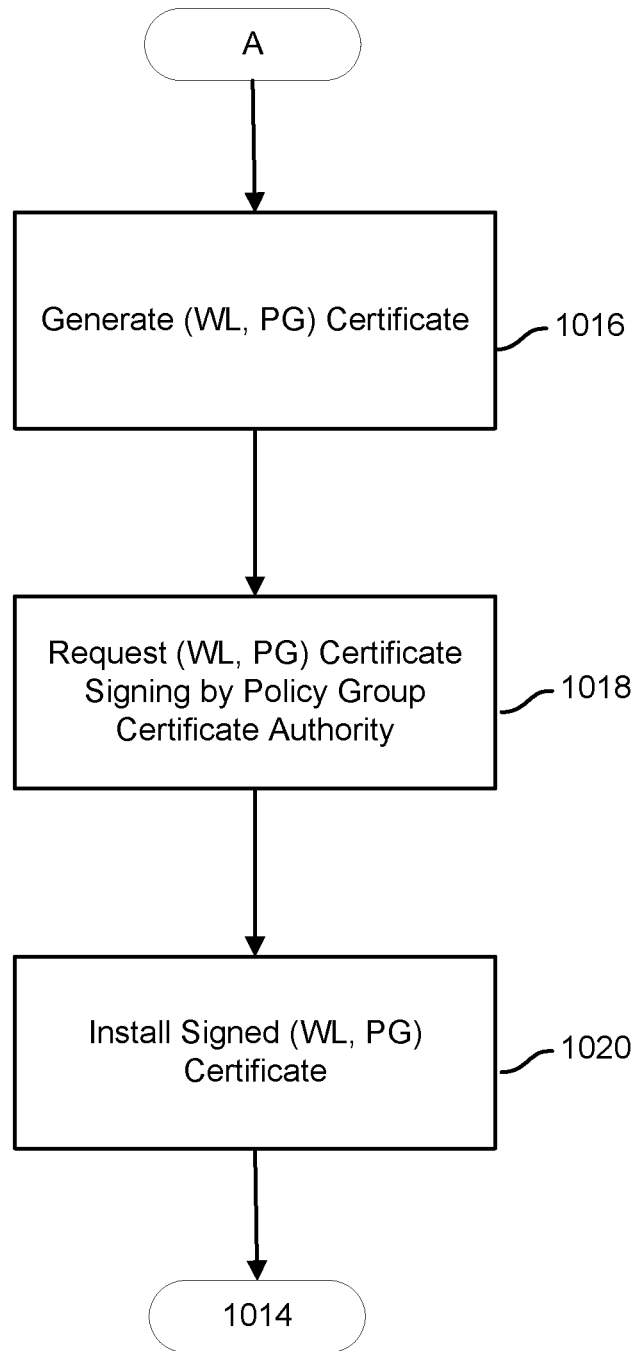 A
Generate (WL, PG) Certificate
1016
Request (WL, PG) Certificate
Signing by Policy Group
Certificate Authority
1018
Install Signed (WL, PG)
Certificate
1020
1014